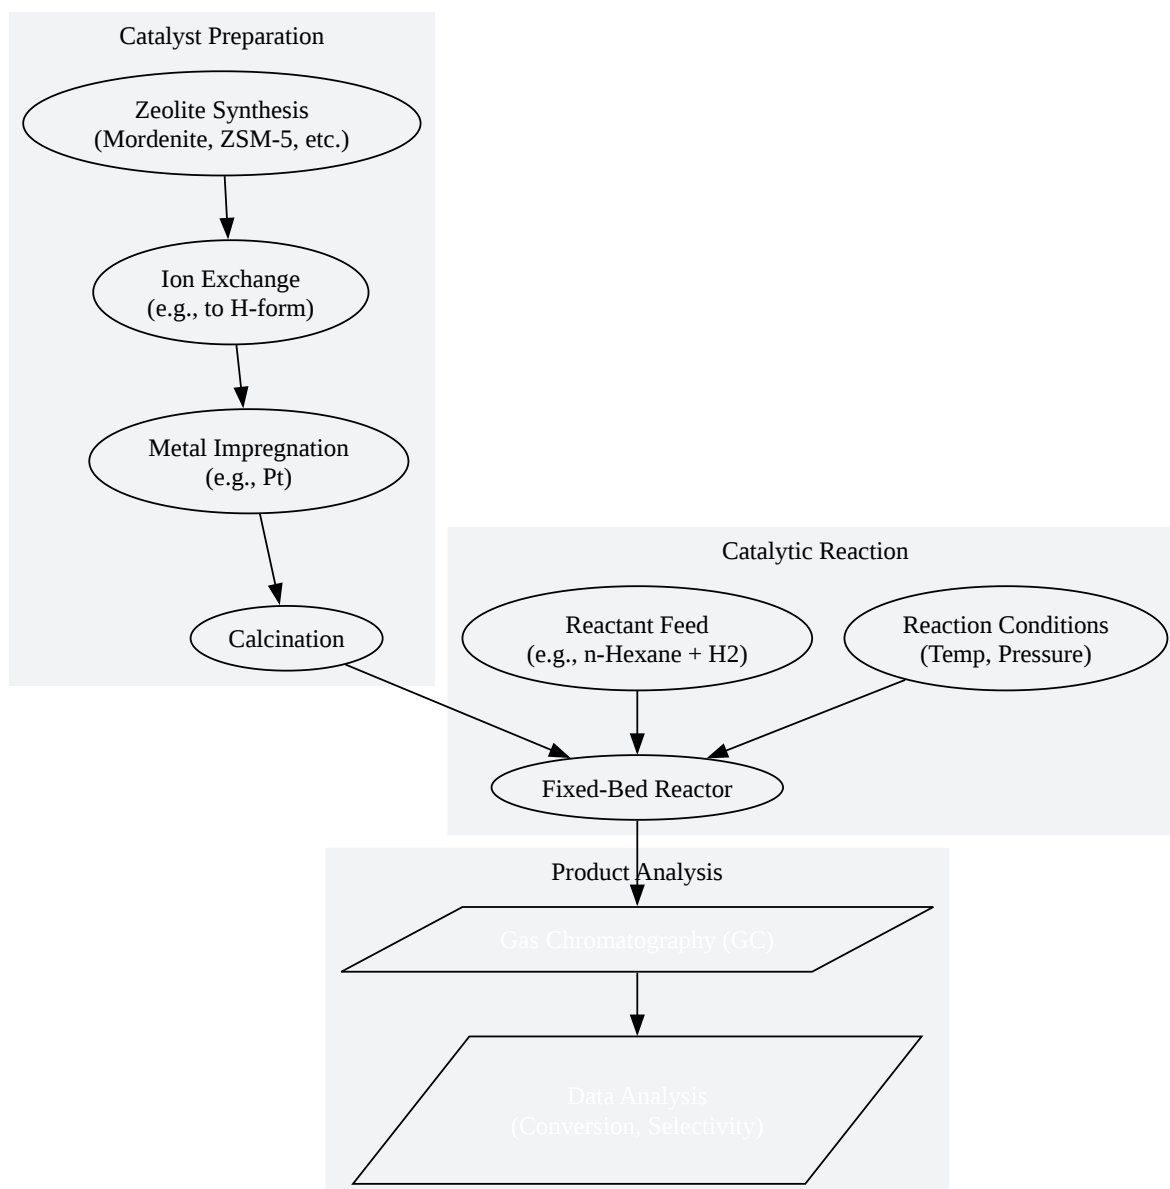 Catalyst Preparation
Zeolite Synthesis
(Mordenite, ZSM-5, etc.)
Ion Exchange
(e.g., to H-form)
Metal Impregnation
(e.g., Pt)
Calcination
Catalytic Reaction
Reactant Feed
(e.g., n-Hexane + H2)
Reaction Conditions
(Temp, Pressure)
Fixed-Bed Reactor
Product Analysis
Gas Chromatography (GC)
Data Analysis
(Conversion, Selectivity)